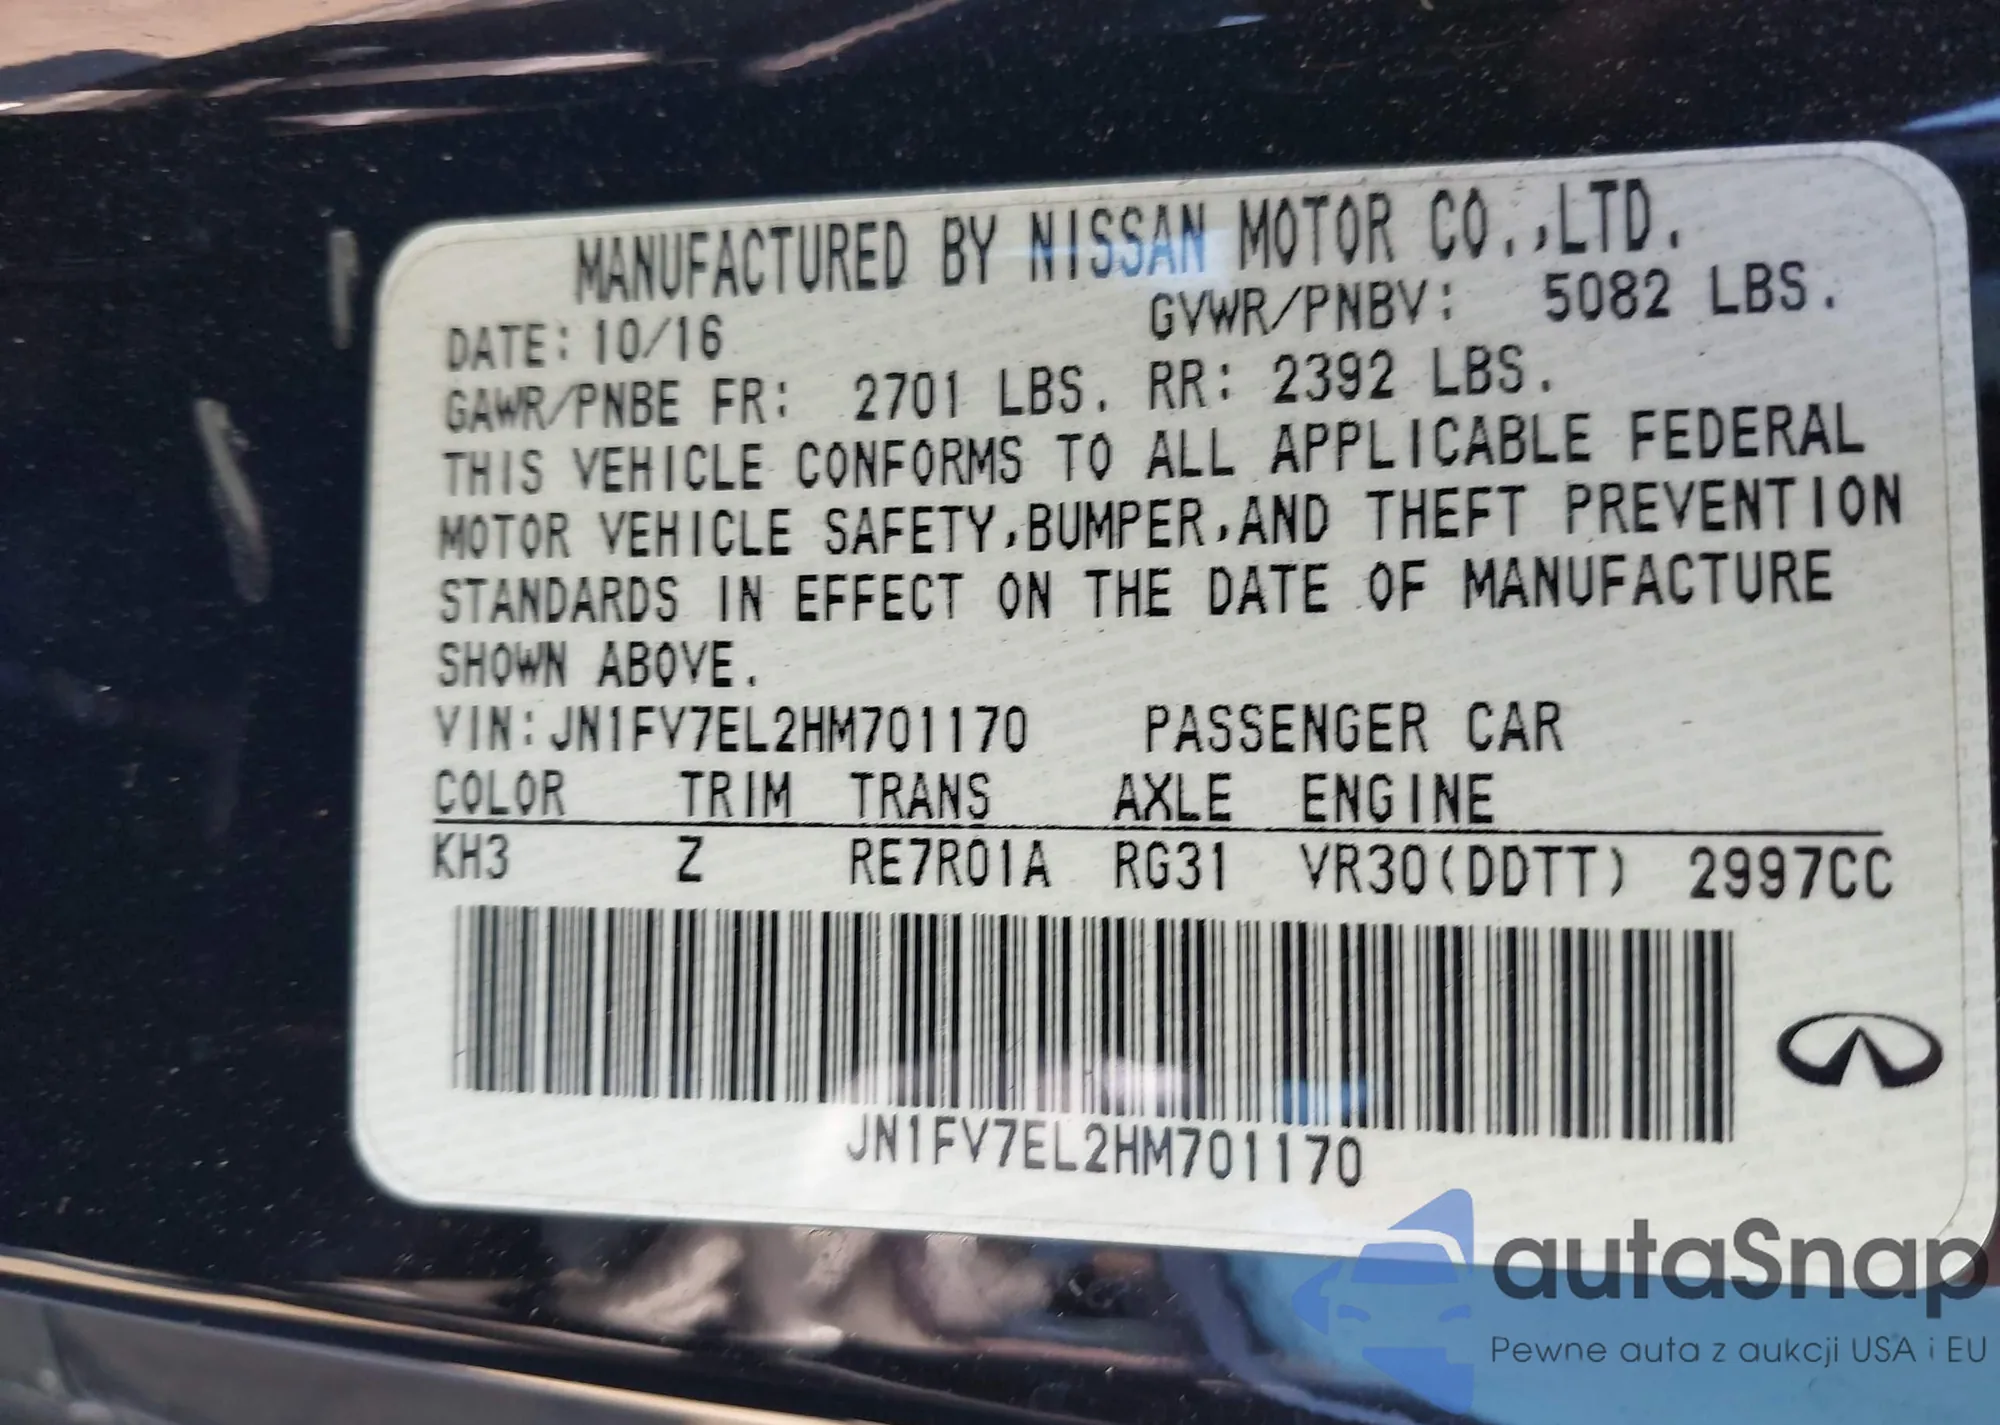 MANUFACTURED BY NISSAN MOTOR CO.,LTD.
DATE: 10/16 GVWR/PNBV: 5082 LBS.
GAWR/PNBE FR: 2701 LBS. RR: 2392 LBS.
THIS VEHICLE CONFORMS TO ALL APPLICABLE FEDERAL
MOTOR VEHICLE SAFETY,BUMPER,AND THEFT PREVENTION
STANDARDS IN EFFECT ON THE DATE OF MANUFACTURE
SHOWN ABOVE.
VIN:JN1FV7EL2HM701170 PASSENGER CAR
COLOR TRIM TRANS AXLE ENGINE
KH3 Z RE7R01A RG31 VR30(DDTT) 2997CC
JN1FV7EL2HM701170
autaSnap
Pewne auta z aukcji USA i EU